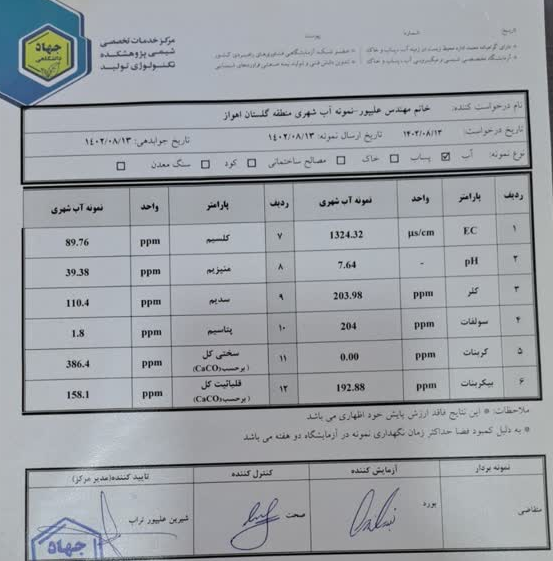 جهاد
دانشگاهی
مرکز خدمات تخصصی
شیمی پژوهشکده
تکنولوژی تولید
تاریخ
شماره
پیوست
نام درخواست کننده: خانم مهندس علیپور-نمونه آب شهری منطقه گلستان اهواز
تاریخ درخواست: ۱۴۰۲/۰۸/۱۳ تاریخ ارسال نمونه: ۱۴۰۲/۰۸/۱۳ تاریخ جوابدهی: ۱۴۰۲/۰۸/۱۳
نوع نمونه: آب ☑ پساب □ خاک □ مصالح ساختمانی □ کود □ سنگ معدن □
ردیف پارامتر واحد نمونه آب شهری ردیف پارامتر واحد نمونه آب شهری
۱ EC µs/cm 1324.32 ۷ کلسیم ppm 89.76
۲ pH - 7.64 ۸ منیزیم ppm 39.38
۳ کلر ppm 203.98 ۹ سدیم ppm 110.4
۴ سولفات ppm 204 ۱۰ پتاسیم ppm 1.8
۵ کربنات ppm 0.00 ۱۱ سختی کل (برحسب CaCO3) ppm 386.4
۶ بیکربنات ppm 192.88 ۱۲ قلیائیت کل (برحسب CaCO3) ppm 158.1
ملاحظات: * این نتایج فاقد ارزش پایش خود اظهاری می باشد
* به دلیل کمبود فضا حداکثر زمان نگهداری نمونه در آزمایشگاه دو هفته می باشد
نمونه بردار آزمایش کننده کنترل کننده تایید کننده(مدیر مرکز)
متقاضی پوره صحت شیرین علیپور تراب
جهاد